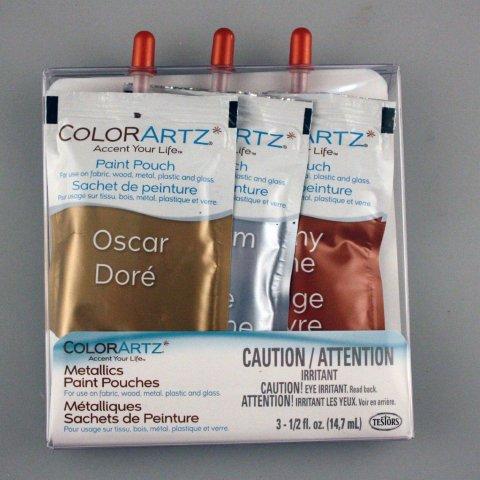 COLORARTZ*
Accent Your Life™
Paint Pouch
For use on fabric, wood, metal, plastic and glass.
Sachet de peinture
Pour usage sur tissu, bois, métal, plastique et verre.
Oscar
Doré
COLORARTZ*
Accent Your Life™
Metallics
Paint Pouches
For use on fabric, wood, metal, plastic and glass.
Métalliques
Sachets de Peinture
Pour usage sur tissu, bois, métal, plastique et verre.
CAUTION / ATTENTION
IRRITANT
CAUTION! EYE IRRITANT. Read back.
ATTENTION! IRRITANT LES YEUX. Voir en arrière.
3 - 1/2 fl. oz. (14,7 mL)
TESTORS